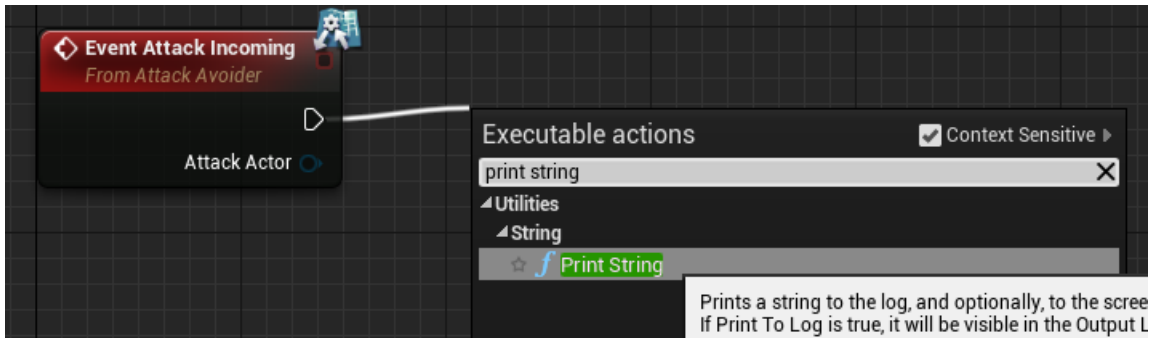 Event Attack Incoming
From Attack Avoider
Attack Actor
Executable actions
Context Sensitive
print string
Utilities
String
f Print String
Prints a string to the log, and optionally, to the scree
If Print To Log is true, it will be visible in the Output L